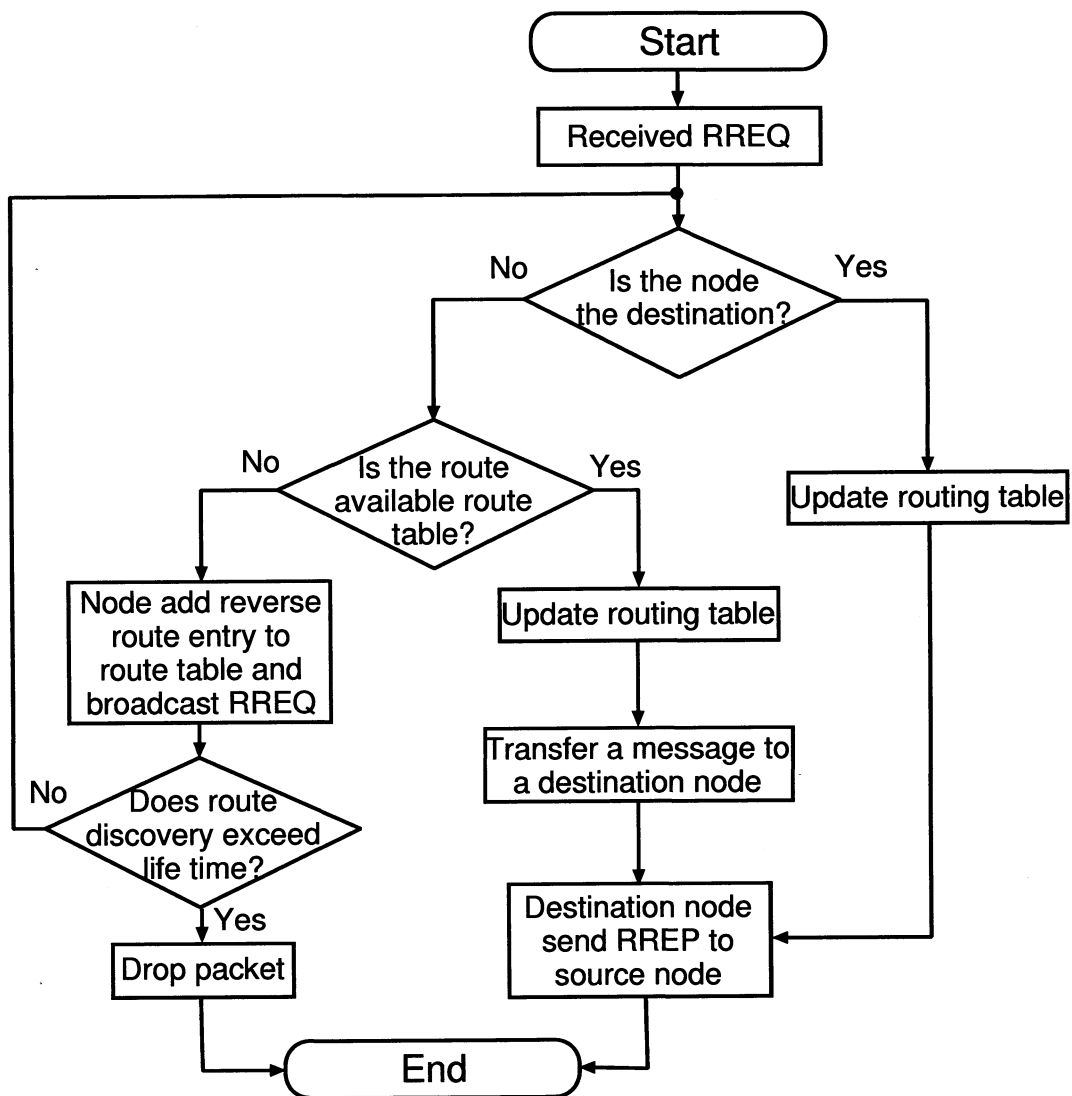 Start
Received RREQ
No
Yes
Is the node
the destination?
No
Yes
Is the route
available route
table?
Update routing table
Node add reverse
route entry to
route table and
broadcast RREQ
Update routing table
Transfer a message to
a destination node
No
Does route
discovery exceed
life time?
Yes
Destination node
send RREP to
source node
Drop packet
End